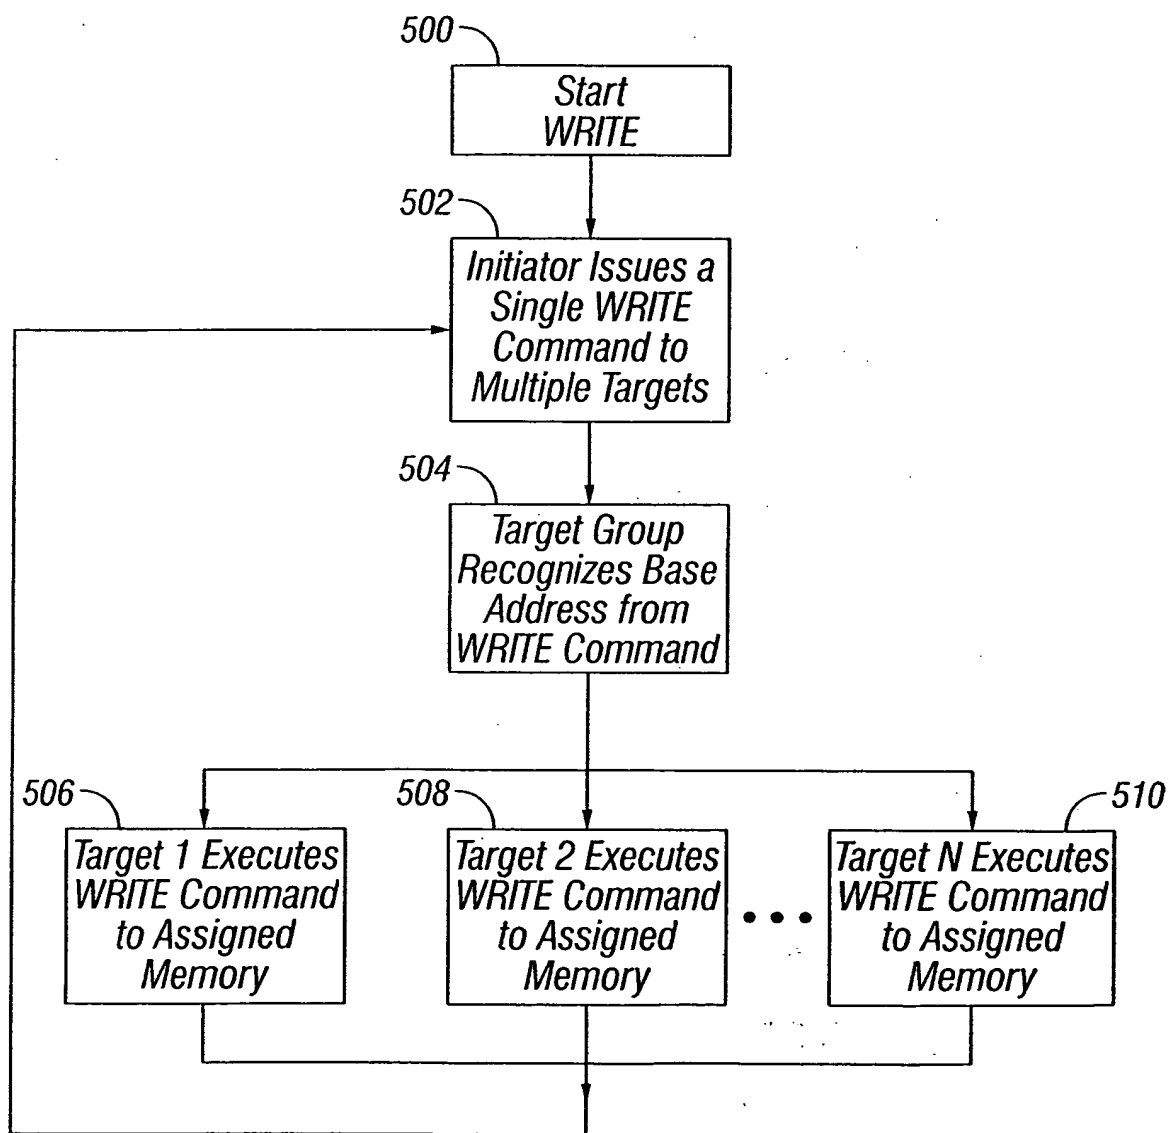 500
Start
WRITE
502
Initiator Issues a
Single WRITE
Command to
Multiple Targets
504
Target Group
Recognizes Base
Address from
WRITE Command
506
Target 1 Executes
WRITE Command
to Assigned
Memory
508
Target 2 Executes
WRITE Command
to Assigned
Memory
510
Target N Executes
WRITE Command
to Assigned
Memory